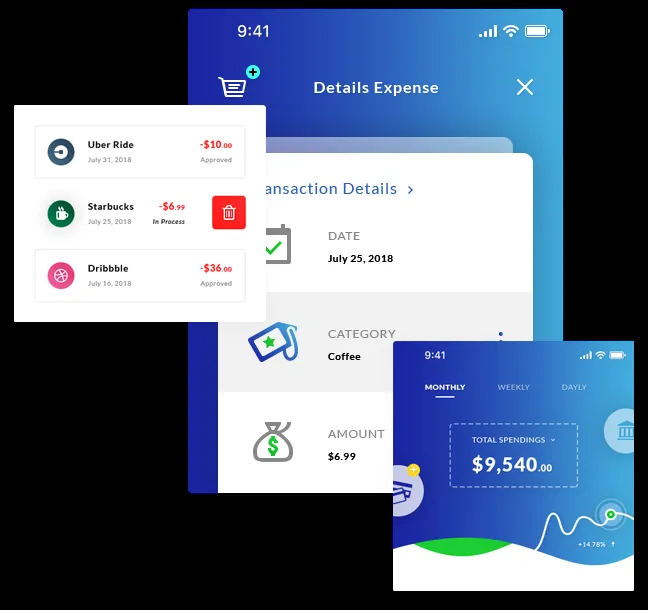 9:41
Details Expense
ansaction Details >
DATE
July 25, 2018
CATEGORY
Coffee
AMOUNT
$6.99
Uber Ride
-$10.00
July 31, 2018
Approved
Starbucks
-$6.99
July 25, 2018
In Process
Dribbble
-$36.00
July 16, 2018
Approved
9:41
MONTHLY WEEKLY DAYLY
TOTAL SPENDINGS
$9,540.00
+14.78% ↑